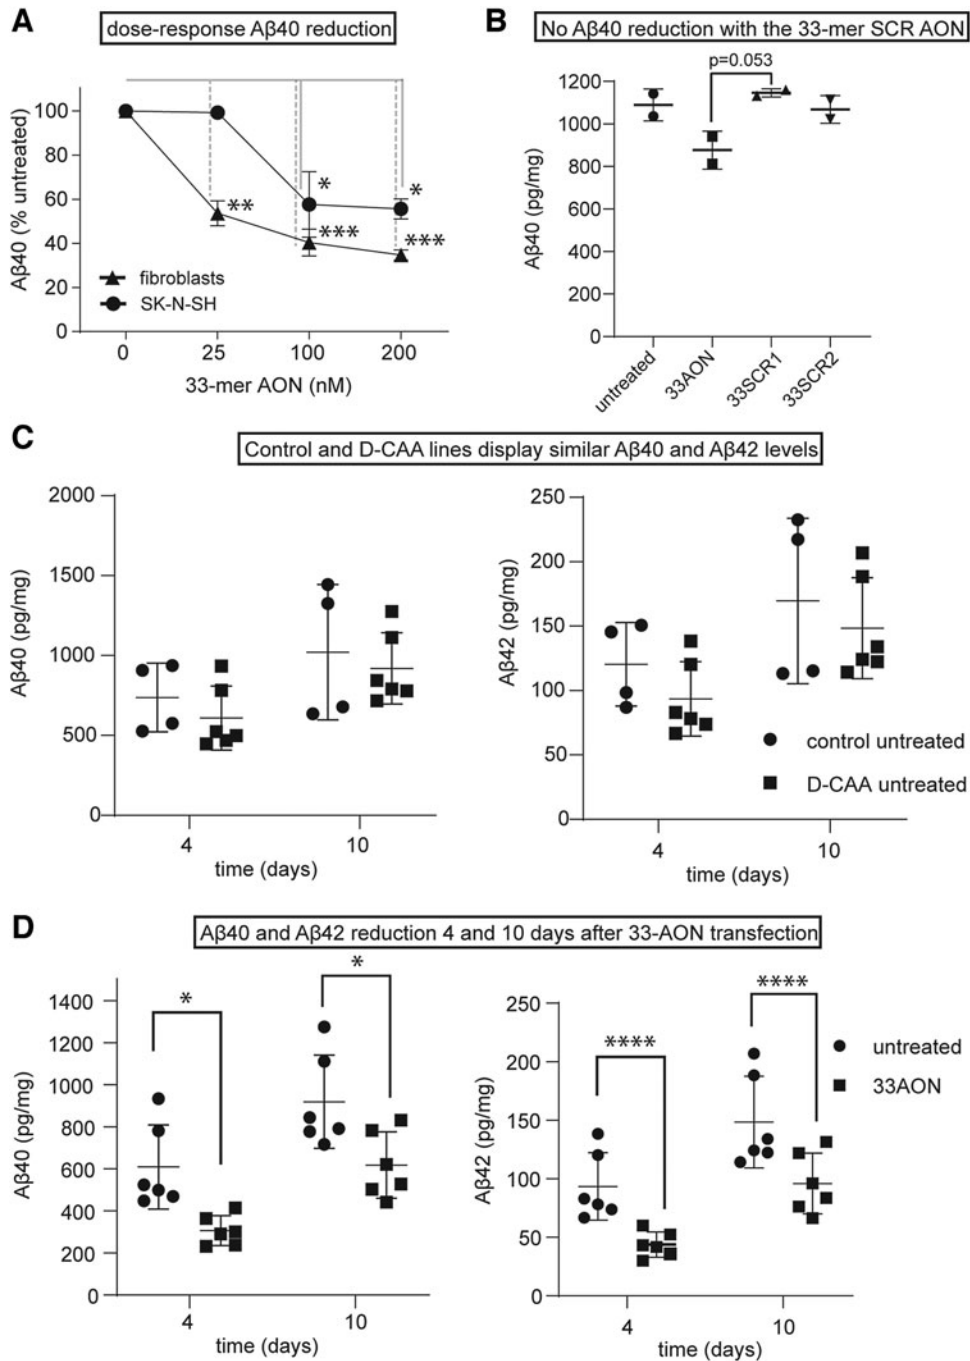 A
dose-response Aβ40 reduction
Aβ40 (% untreated)
100
80
60
40
20
0
**
*
***
*
***
fibroblasts
SK-N-SH
0 25 100 200
33-mer AON (nM)
B
No Aβ40 reduction with the 33-mer SCR AON
p=0.053
Aβ40 (pg/mg)
1200
1000
800
600
400
200
0
untreated
33AON
33SCR1
33SCR2
C
Control and D-CAA lines display similar Aβ40 and Aβ42 levels
Aβ40 (pg/mg)
2000
1500
1000
500
0
4 10
time (days)
Aβ42 (pg/mg)
250
200
150
100
50
0
control untreated
D-CAA untreated
4 10
time (days)
D
Aβ40 and Aβ42 reduction 4 and 10 days after 33-AON transfection
Aβ40 (pg/mg)
1400
1200
1000
800
600
400
200
0
*
*
4 10
time (days)
Aβ42 (pg/mg)
250
200
150
100
50
0
****
****
untreated
33AON
4 10
time (days)